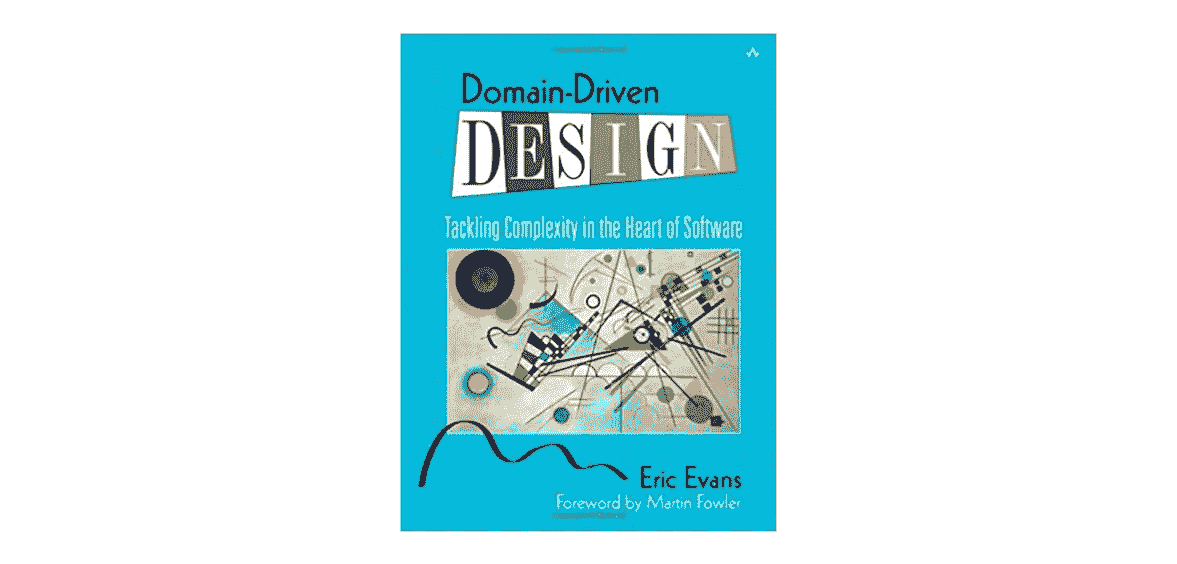 Domain-Driven
DESIGN
Tackling Complexity in the Heart of Software
Eric Evans
Foreword by Martin Fowler